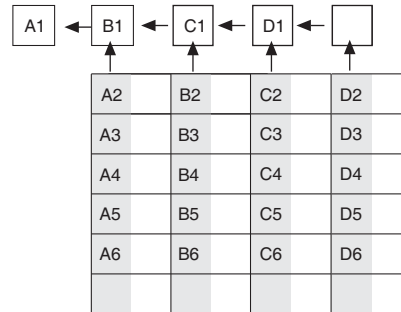 A1 B1 C1 D1
A2 B2 C2 D2
A3 B3 C3 D3
A4 B4 C4 D4
A5 B5 C5 D5
A6 B6 C6 D6